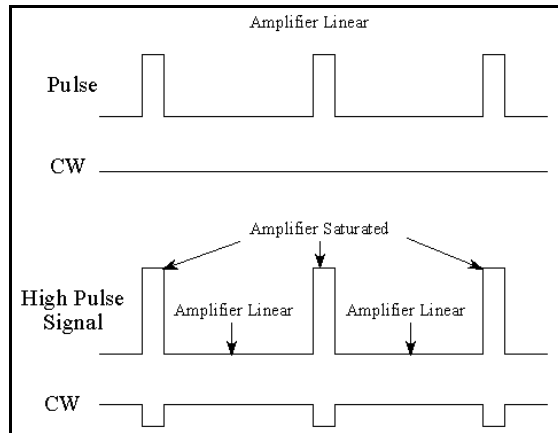 Amplifier Linear
Pulse
CW
Amplifier Saturated
High Pulse
Signal
Amplifier Linear
Amplifier Linear
CW